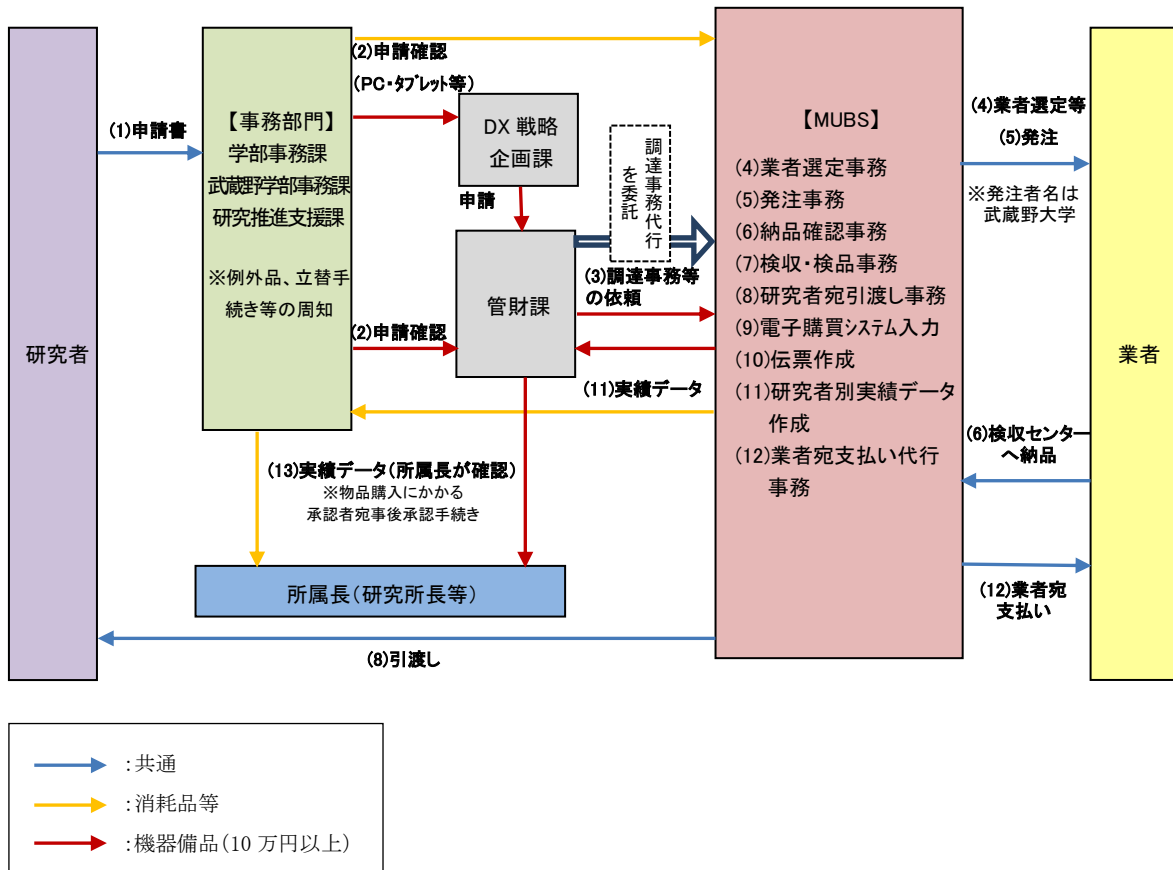 研究者
(1)申請書
【事務部門】
学部事務課
武蔵野学部事務課
研究推進支援課
※例外品、立替手
続き等の周知
(2)申請確認
(PC・タブレット等)
DX 戦略
企画課
申請
管財課
(2)申請確認
調達事務代行
を委託
(3)調達事務等
の依頼
(11)実績データ
【MUBS】
(4)業者選定事務
(5)発注事務
(6)納品確認事務
(7)検収・検品事務
(8)研究者宛引渡し事務
(9)電子購買システム入力
(10)伝票作成
(11)研究者別実績データ
作成
(12)業者宛支払い代行
事務
(4)業者選定等
(5)発注
※発注者名は
武蔵野大学
業者
(6)検収センター
へ納品
(12)業者宛
支払い
(13)実績データ(所属長が確認)
※物品購入にかかる
承認者宛事後承認手続き
所属長(研究所長等)
(8)引渡し
:共通
:消耗品等
:機器備品(10 万円以上)